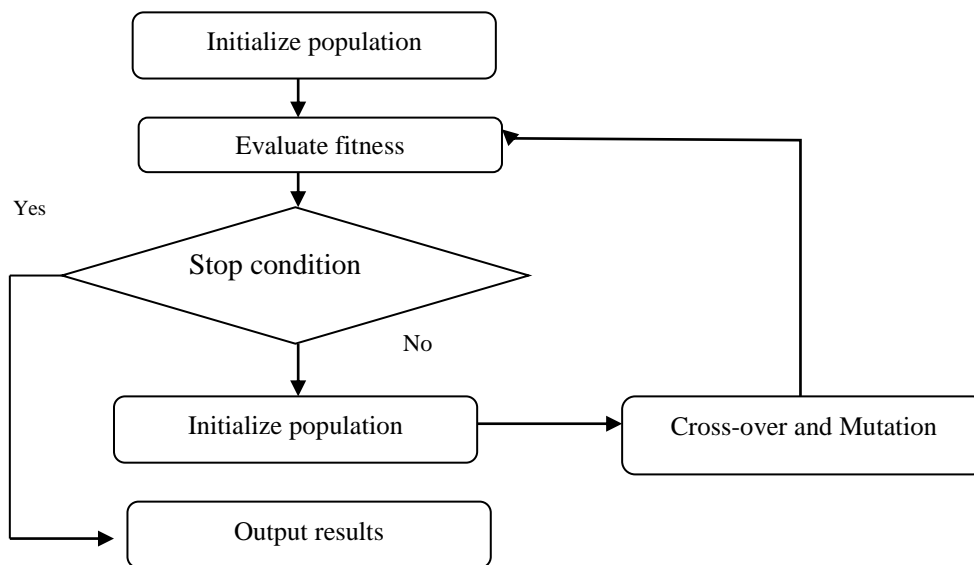 Initialize population
Evaluate fitness
Yes
Stop condition
No
Initialize population
Cross-over and Mutation
Output results